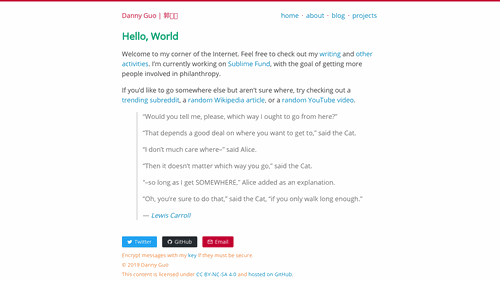 Danny Guo | 郭
home · about · blog · projects
Hello, World
Welcome to my corner of the Internet. Feel free to check out my writing and other
activities. I'm currently working on Sublime Fund, with the goal of getting more
people involved in philanthropy.
If you'd like to go somewhere else but aren't sure where, try checking out a
trending subreddit, a random Wikipedia article, or a random YouTube video.
“Would you tell me, please, which way I ought to go from here?”
“That depends a good deal on where you want to get to,” said the Cat.
“I don’t much care where–” said Alice.
“Then it doesn’t matter which way you go,” said the Cat.
“–so long as I get SOMEWHERE,” Alice added as an explanation.
“Oh, you’re sure to do that,” said the Cat, “if you only walk long enough.”
— Lewis Carroll
Twitter
GitHub
Email
Encrypt messages with my key if they must be secure.
© 2019 Danny Guo
This content is licensed under CC BY-NC-SA 4.0 and hosted on GitHub.